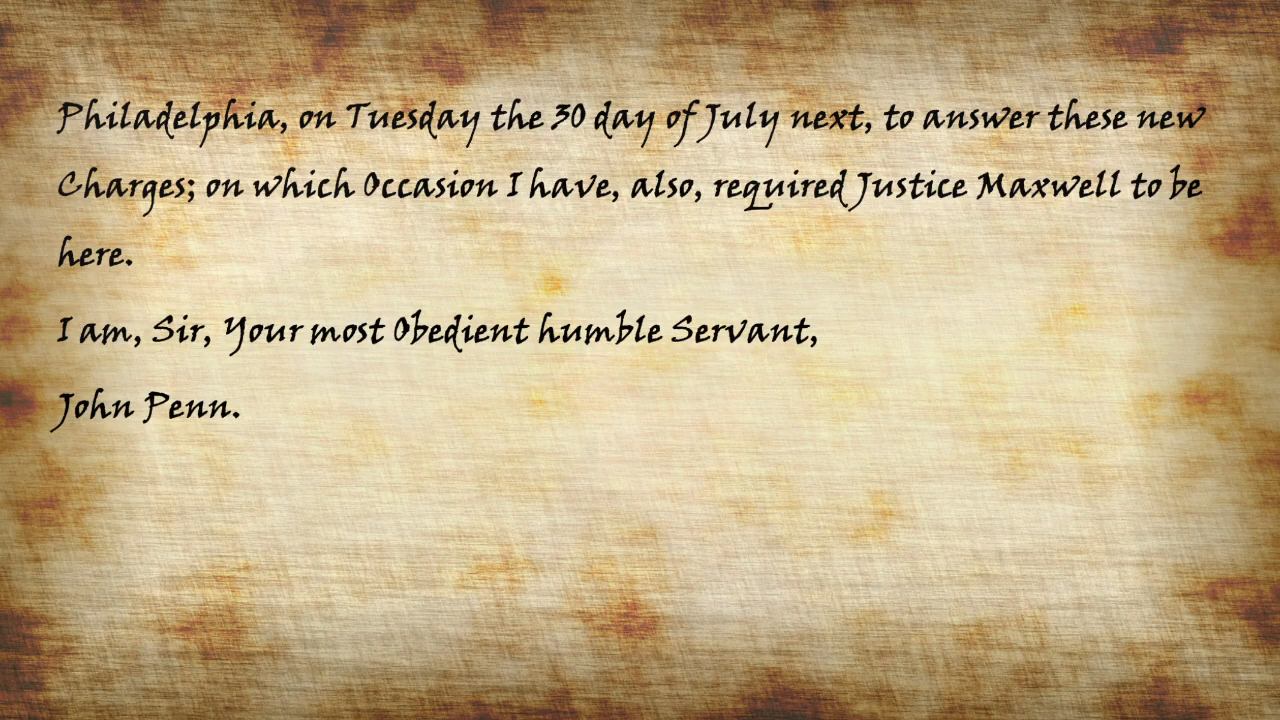 Philadelphia, on Tuesday the 30 day of July next, to answer these new
Charges; on which Occasion I have, also, required Justice Maxwell to be
here.
I am, Sir, Your most Obedient humble Servant,
John Penn.